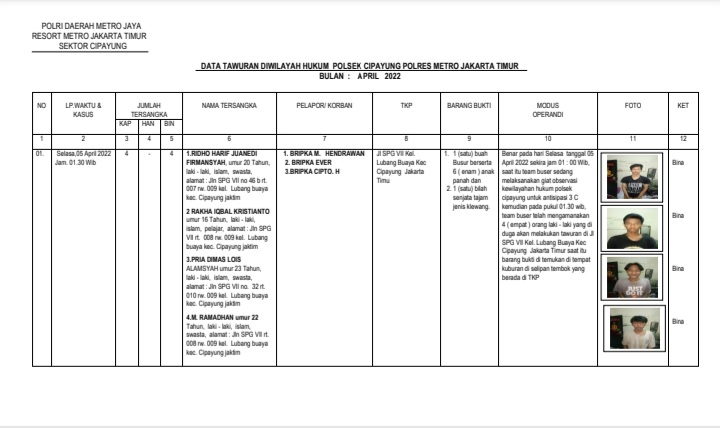 POLRI DAERAH METRO JAYA
RESORT METRO JAKARTA TIMUR
SEKTOR CIPAYUNG
DATA TAWURAN DIWILAYAH HUKUM POLSEK CIPAYUNG POLRES METRO JAKARTA TIMUR
BULAN : APRIL 2022
NO
LP.WAKTU &
KASUS
JUMLAH
TERSANGKA
KAP HAN BIN
NAMA TERSANGKA
PELAPOR/ KORBAN
TKP
BARANG BUKTI
MODUS
OPERANDI
FOTO
KET
1 2 3 4 5 6 7 8 9 10 11 12
01.
Selasa,05 April 2022
Jam. 01.30 Wib
4 - 4
1.RIDHO HARIF JUANEDI
FIRMANSYAH, umur 20 Tahun,
laki - laki, islam, swasta,
alamat : Jln SPG VII no 46 b rt.
007 rw. 009 kel. Lubang buaya
kec. Cipayung jaktim
2 RAKHA IQBAL KRISTIANTO
umur 16 Tahun, laki - laki,
islam, pelajar, alamat : Jln SPG
VII rt. 008 rw. 009 kel. Lubang
buaya kec. Cipayung jaktim
3.PRIA DIMAS LOIS
ALAMSYAH umur 23 Tahun,
laki - laki, islam, swasta,
alamat : Jln SPG VII no. 32 rt.
010 rw. 009 kel. Lubang buaya
kec. Cipayung jaktim
4.M. RAMADHAN umur 22
Tahun, laki - laki, islam,
swasta, alamat : Jln SPG VII rt.
008 rw. 009 kel. Lubang buaya
kec. Cipayung jaktim
1. BRIPKA M. HENDRAWAN
2. BRIPKA EVER
3.BRIPKA CIPTO. H
Jl SPG VII Kel.
Lubang Buaya Kec
Cipayung Jakarta
Timu
1. 1 (satu) buah
Busur beserta
6 ( enam ) anak
panah dan
2. 1 (satu) bilah
senjata tajam
jenis klewang.
Benar pada hari Selasa tanggal 05
April 2022 sekira jam 01 : 00 Wib,
saat itu team buser sedang
melaksanakan giat observasi
kewilayahan hukum polsek
cipayung untuk antsipasi 3 C
kemudian pada pukul 01.30 wib,
team buser telah mengamanakan
4 ( empat ) orang laki - laki yang di
duga akan melakukan tawuran di Jl
SPG VII Kel. Lubang Buaya Kec
Cipayung Jakarta Timur saat itu
barang bukti di temukan di tempat
kuburan di selipan tembok yang
berada di TKP
JUST
Bina
Bina
Bina
Bina